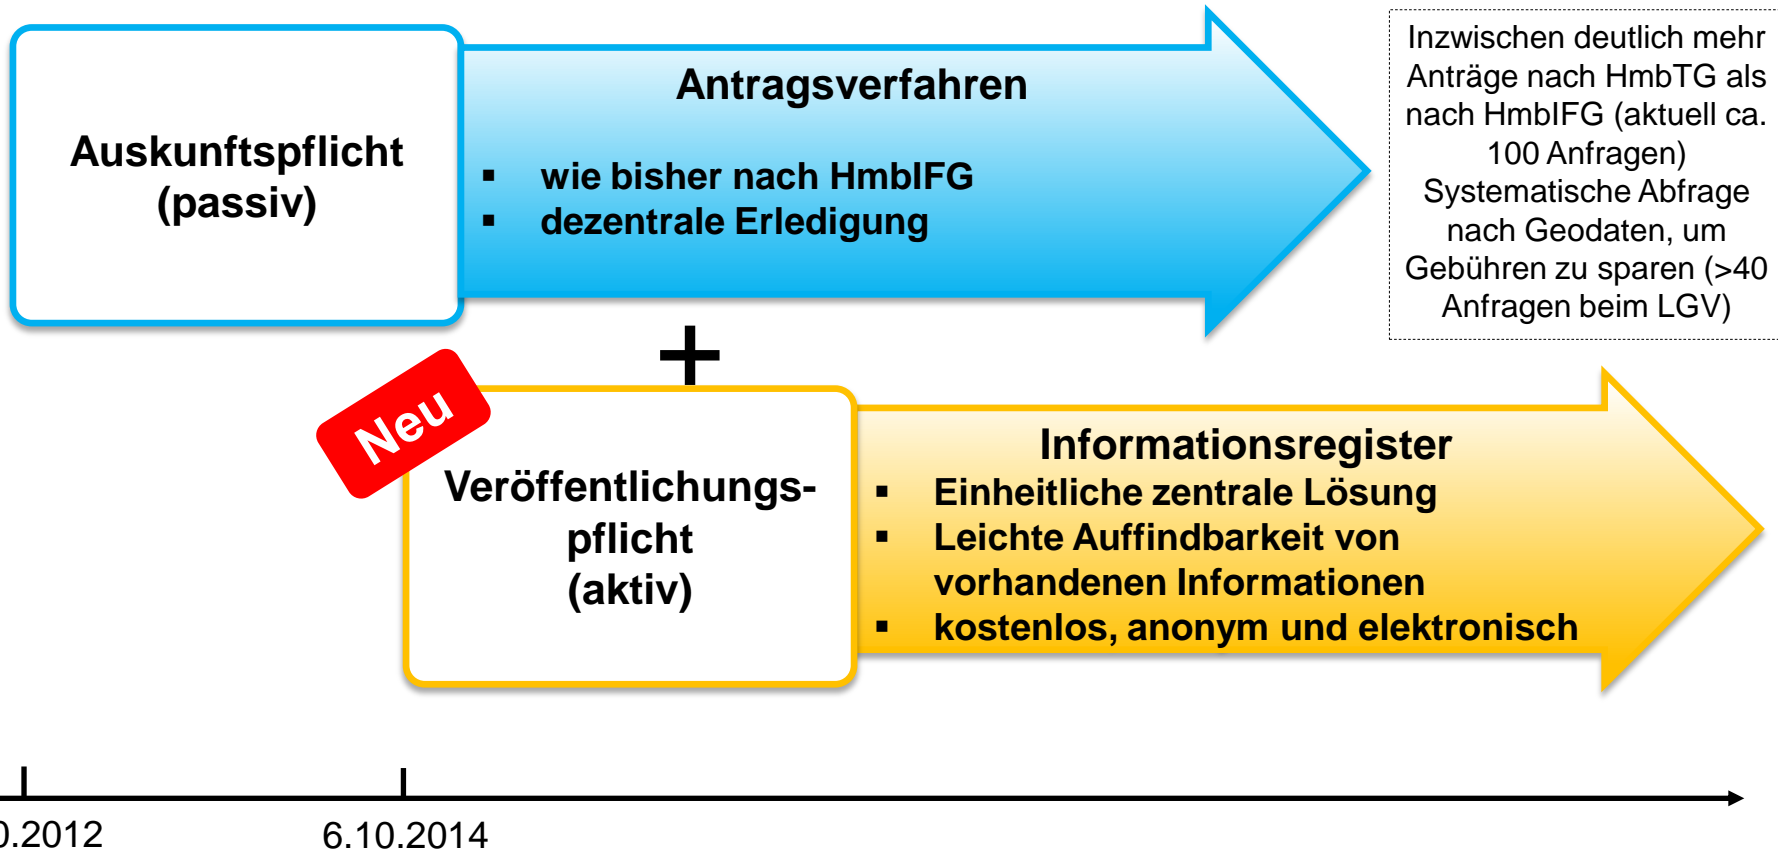 Auskunftspflicht
(passiv)
Antragsverfahren
▪ wie bisher nach HmbIFG
▪ dezentrale Erledigung
Inzwischen deutlich mehr
Anträge nach HmbTG als
nach HmbIFG (aktuell ca.
100 Anfragen)
Systematische Abfrage
nach Geodaten, um
Gebühren zu sparen (>40
Anfragen beim LGV)
+
Neu
Veröffentlichungs-
pflicht
(aktiv)
Informationsregister
▪ Einheitliche zentrale Lösung
▪ Leichte Auffindbarkeit von
vorhandenen Informationen
▪ kostenlos, anonym und elektronisch
0.2012
6.10.2014